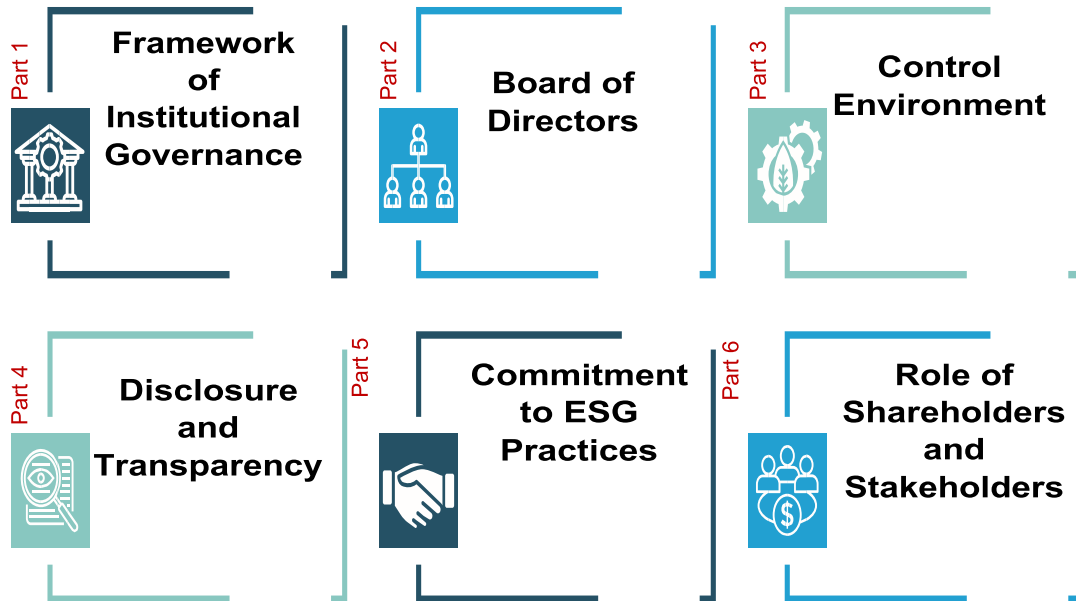 Part 1
Framework
of
Institutional
Governance
Part 2
Board of
Directors
Part 3
Control
Environment
Part 4
Disclosure
and
Transparency
Part 5
Commitment
to ESG
Practices
Part 6
Role of
Shareholders
and
Stakeholders
$